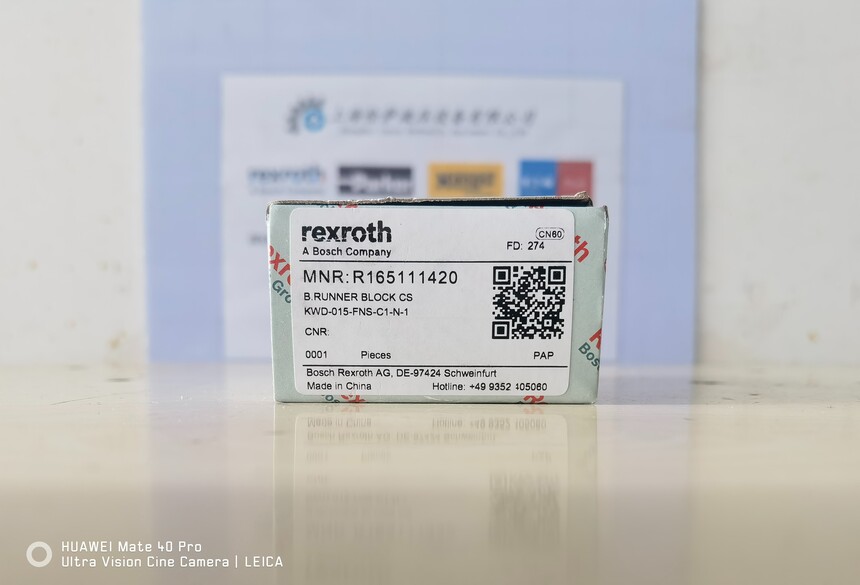 rexroth
rexroth
A Bosch Company
CN60
FD: 274
MNR:R165111420
B.RUNNER BLOCK CS
KWD-015-FNS-C1-N-1
CNR:
0001 Pieces PAP
Bosch Rexroth AG, DE-97424 Schweinfurt
Made in China Hotline: +49 9352 405060
HUAWEI Mate 40 Pro
Ultra Vision Cine Camera | LEICA